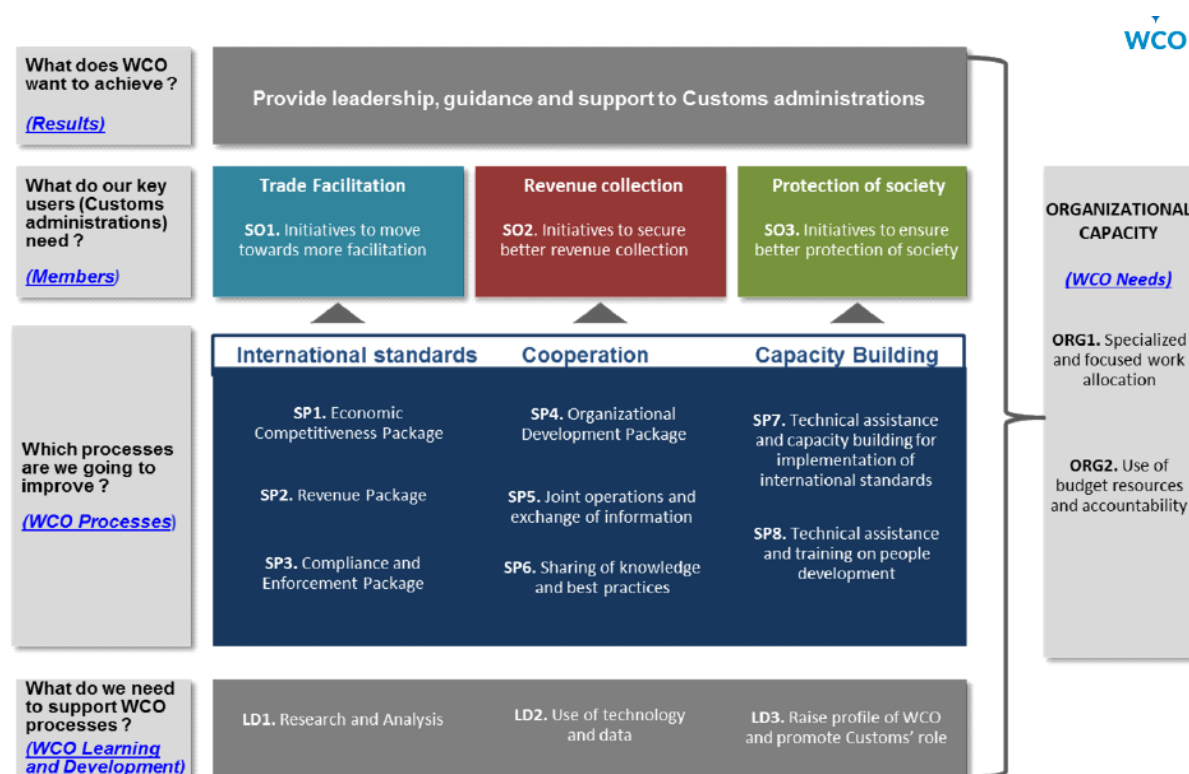 WCO
What does WCO
want to achieve ?
(Results)
Provide leadership, guidance and support to Customs administrations
What do our key
users (Customs
administrations)
need ?
(Members)
Trade Facilitation
SO1. Initiatives to move
towards more facilitation
Revenue collection
SO2. Initiatives to secure
better revenue collection
Protection of society
SO3. Initiatives to ensure
better protection of society
Which processes
are we going to
improve ?
(WCO Processes)
International standards
SP1. Economic
Competitiveness Package
SP2. Revenue Package
SP3. Compliance and
Enforcement Package
Cooperation
SP4. Organizational
Development Package
SP5. Joint operations and
exchange of information
SP6. Sharing of knowledge
and best practices
Capacity Building
SP7. Technical assistance
and capacity building for
implementation of
international standards
SP8. Technical assistance
and training on people
development
What do we need
to support WCO
processes ?
(WCO Learning
and Development)
LD1. Research and Analysis
LD2. Use of technology
and data
LD3. Raise profile of WCO
and promote Customs' role
ORGANIZATIONAL
CAPACITY
(WCO Needs)
ORG1. Specialized
and focused work
allocation
ORG2. Use of
budget resources
and accountability